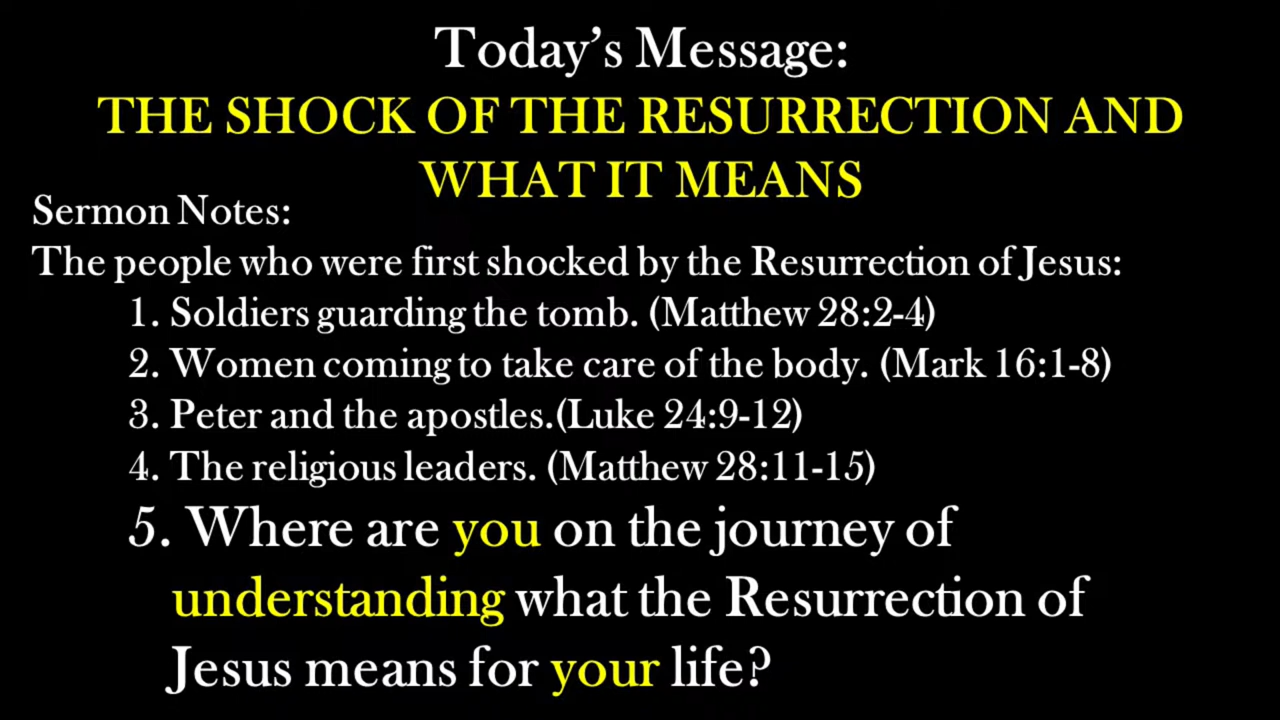 Today’s Message:
THE SHOCK OF THE RESURRECTION AND
WHAT IT MEANS
Sermon Notes:
The people who were first shocked by the Resurrection of Jesus:
1. Soldiers guarding the tomb. (Matthew 28:2-4)
2. Women coming to take care of the body. (Mark 16:1-8)
3. Peter and the apostles.(Luke 24:9-12)
4. The religious leaders. (Matthew 28:11-15)
5. Where are you on the journey of
understanding what the Resurrection of
Jesus means for your life?